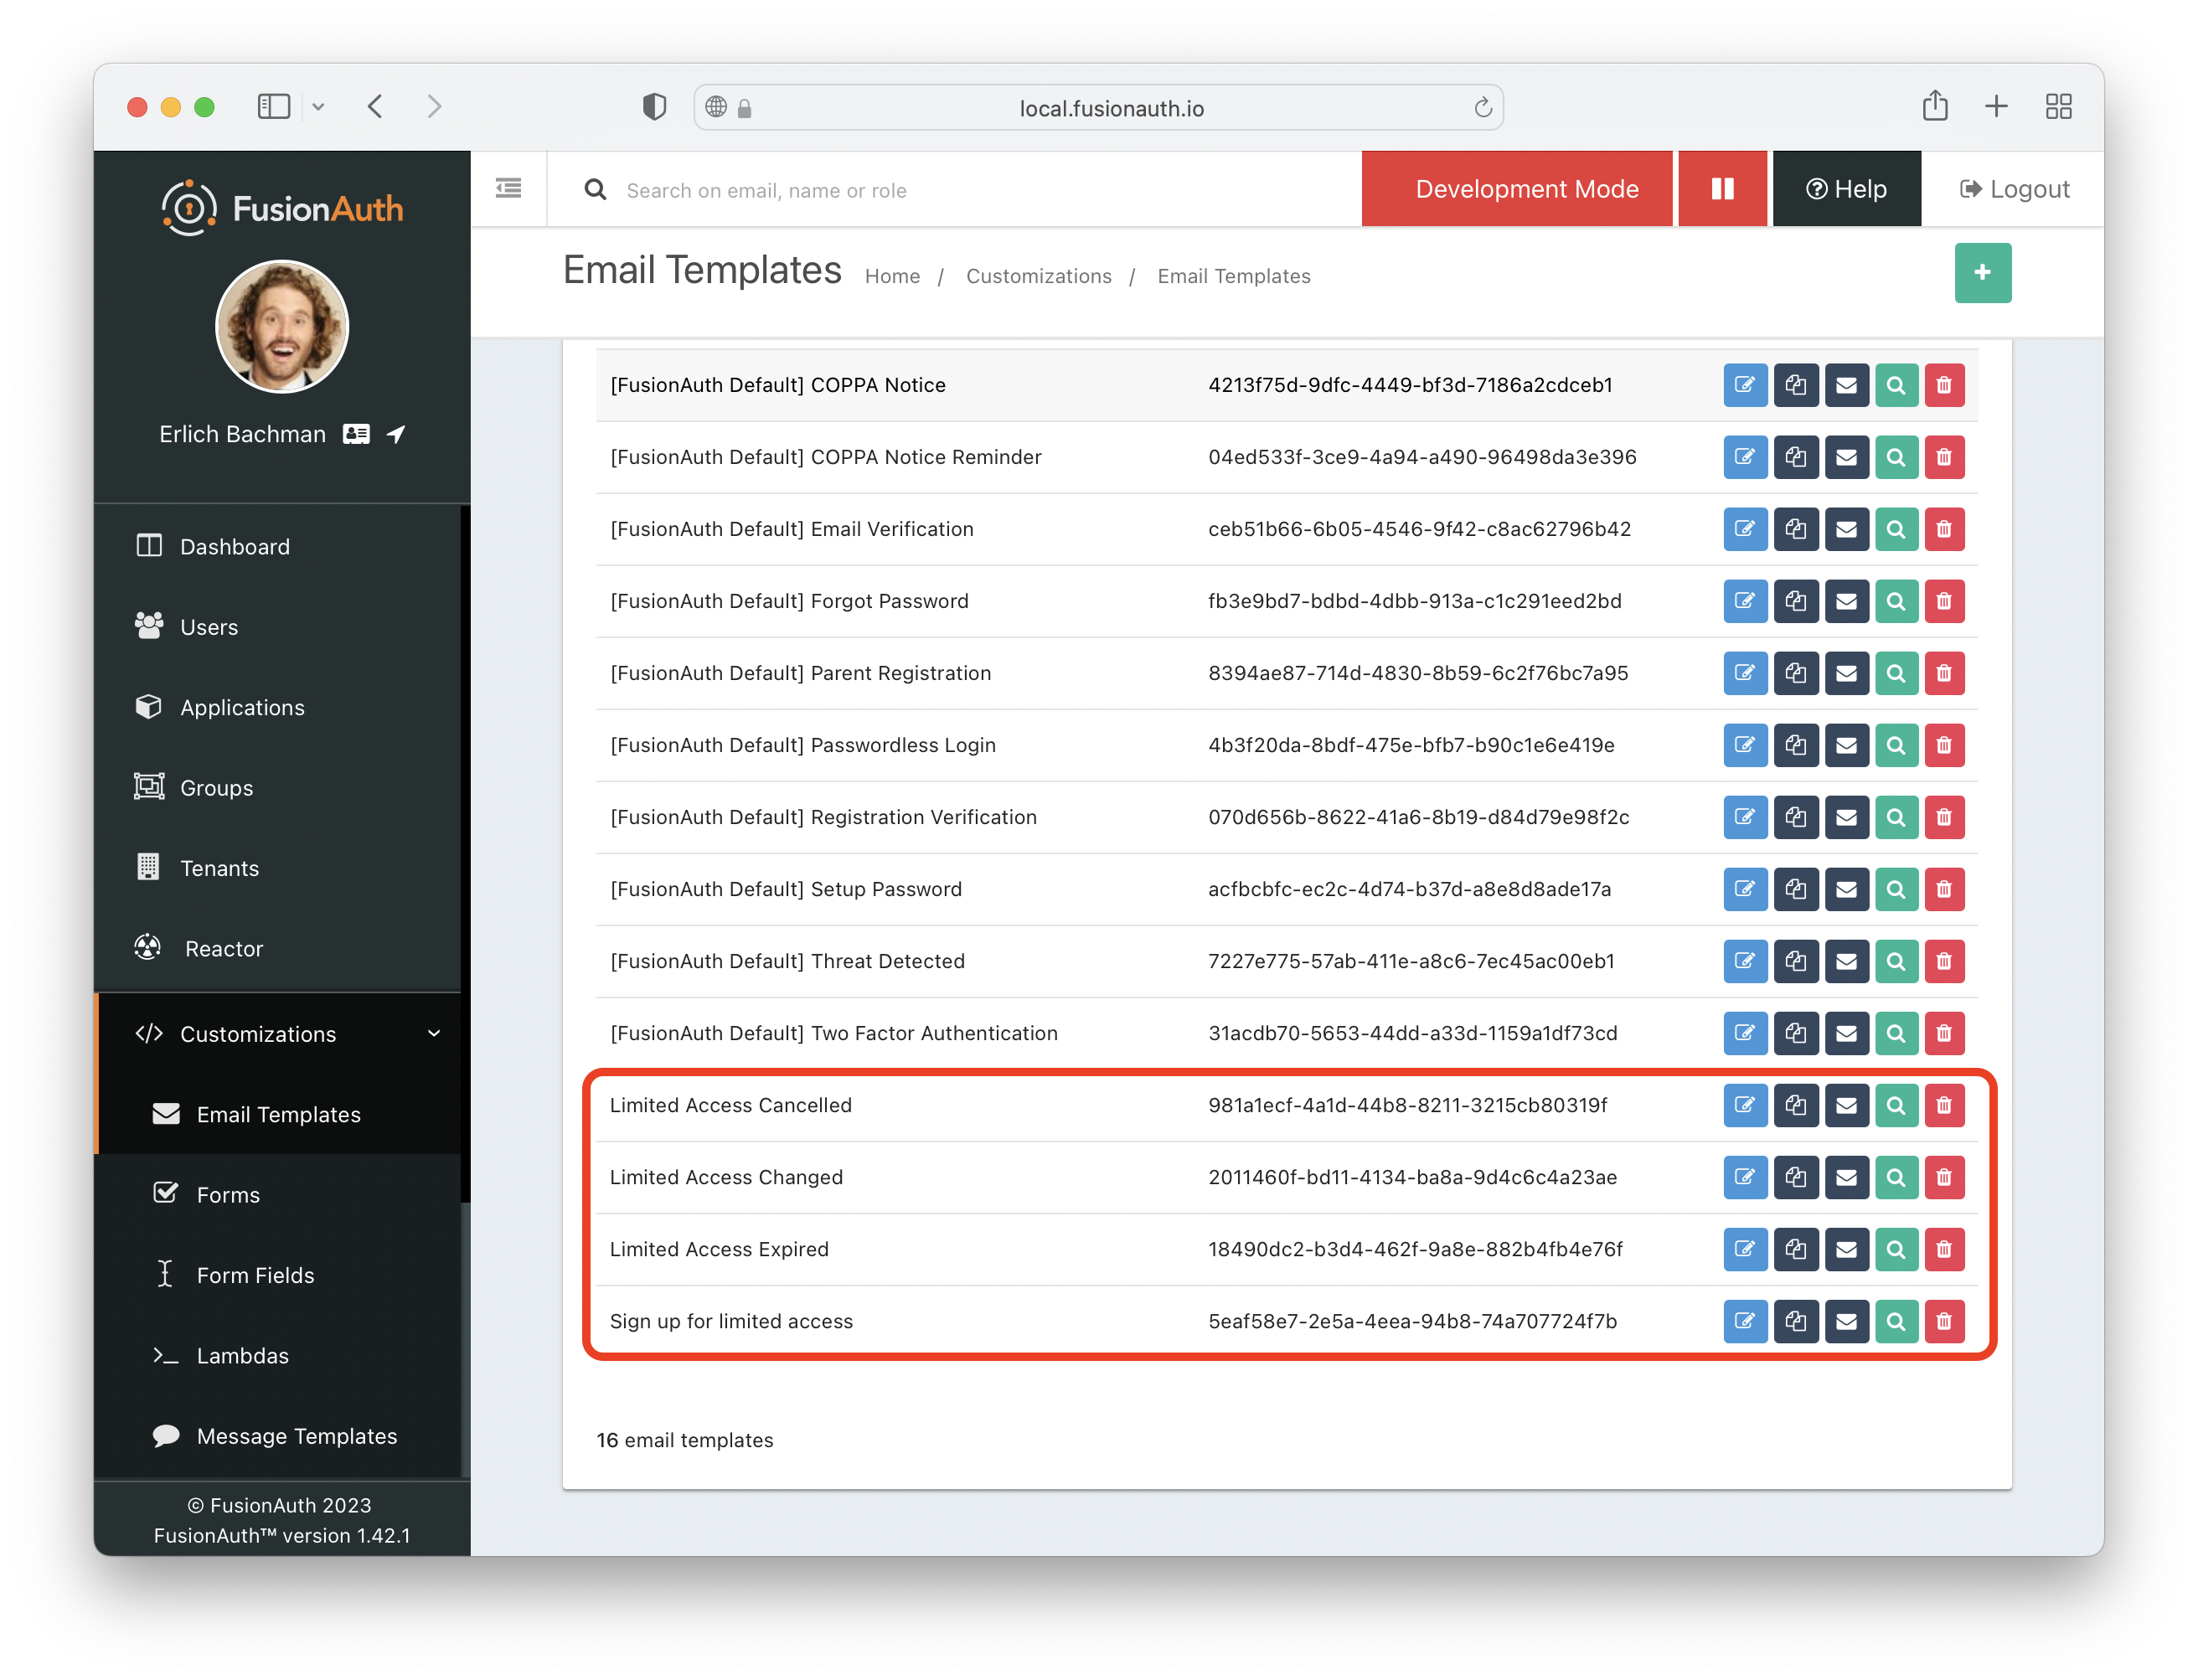 local.fusionauth.io
FusionAuth
Erlich Bachman
Dashboard
Users
Applications
Groups
Tenants
Reactor
Customizations
Email Templates
Forms
Form Fields
Lambdas
Message Templates
© FusionAuth 2023
FusionAuth™ version 1.42.1
Search on email, name or role
Development Mode
Help
Logout
Email Templates Home / Customizations / Email Templates
[FusionAuth Default] COPPA Notice 4213f75d-9dfc-4449-bf3d-7186a2cdceb1
[FusionAuth Default] COPPA Notice Reminder 04ed533f-3ce9-4a94-a490-96498da3e396
[FusionAuth Default] Email Verification ceb51b66-6b05-4546-9f42-c8ac62796b42
[FusionAuth Default] Forgot Password fb3e9bd7-bdbd-4dbb-913a-c1c291eed2bd
[FusionAuth Default] Parent Registration 8394ae87-714d-4830-8b59-6c2f76bc7a95
[FusionAuth Default] Passwordless Login 4b3f20da-8bdf-475e-bfb7-b90c1e6e419e
[FusionAuth Default] Registration Verification 070d656b-8622-41a6-8b19-d84d79e98f2c
[FusionAuth Default] Setup Password acfbcbfc-ec2c-4d74-b37d-a8e8d8ade17a
[FusionAuth Default] Threat Detected 7227e775-57ab-411e-a8c6-7ec45ac00eb1
[FusionAuth Default] Two Factor Authentication 31acdb70-5653-44dd-a33d-1159a1df73cd
Limited Access Cancelled 981a1ecf-4a1d-44b8-8211-3215cb80319f
Limited Access Changed 2011460f-bd11-4134-ba8a-9d4c6c4a23ae
Limited Access Expired 18490dc2-b3d4-462f-9a8e-882b4fb4e76f
Sign up for limited access 5eaf58e7-2e5a-4eea-94b8-74a707724f7b
16 email templates